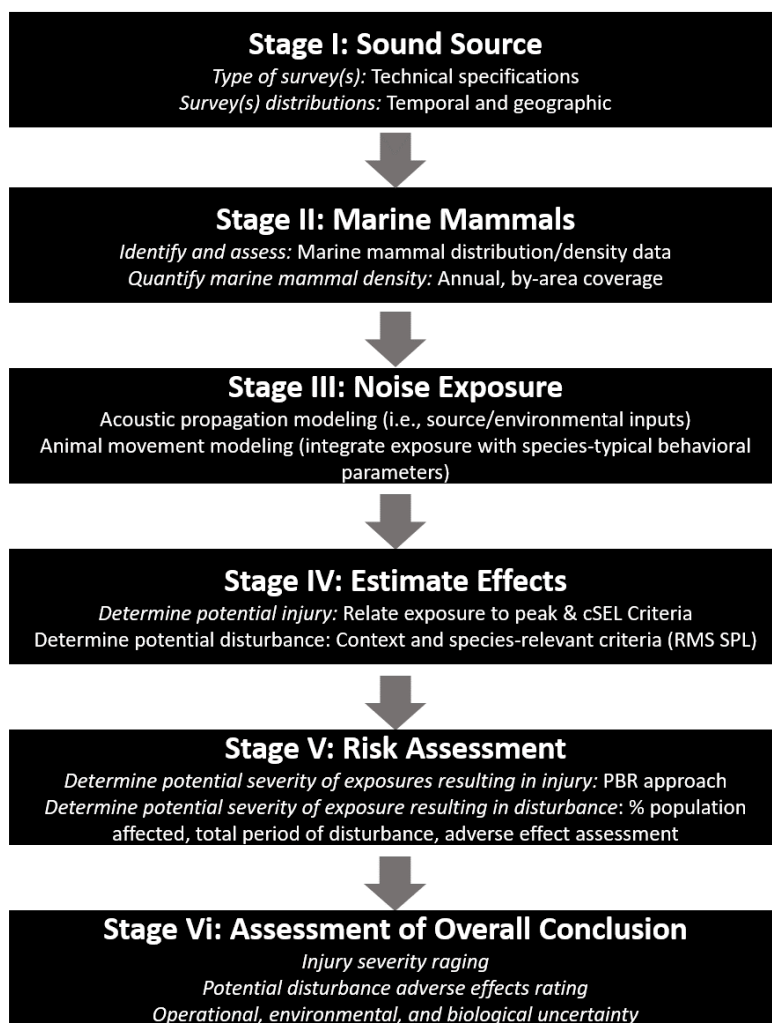 Stage I: Sound Source
Type of survey(s): Technical specifications
Survey(s) distributions: Temporal and geographic
Stage II: Marine Mammals
Identify and assess: Marine mammal distribution/density data
Quantify marine mammal density: Annual, by-area coverage
Stage III: Noise Exposure
Acoustic propagation modeling (i.e., source/environmental inputs)
Animal movement modeling (integrate exposure with species-typical behavioral
parameters)
Stage IV: Estimate Effects
Determine potential injury: Relate exposure to peak & cSEL Criteria
Determine potential disturbance: Context and species-relevant criteria (RMS SPL)
Stage V: Risk Assessment
Determine potential severity of exposures resulting in injury: PBR approach
Determine potential severity of exposure resulting in disturbance: % population
affected, total period of disturbance, adverse effect assessment
Stage Vi: Assessment of Overall Conclusion
Injury severity raging
Potential disturbance adverse effects rating
Operational, environmental, and biological uncertainty